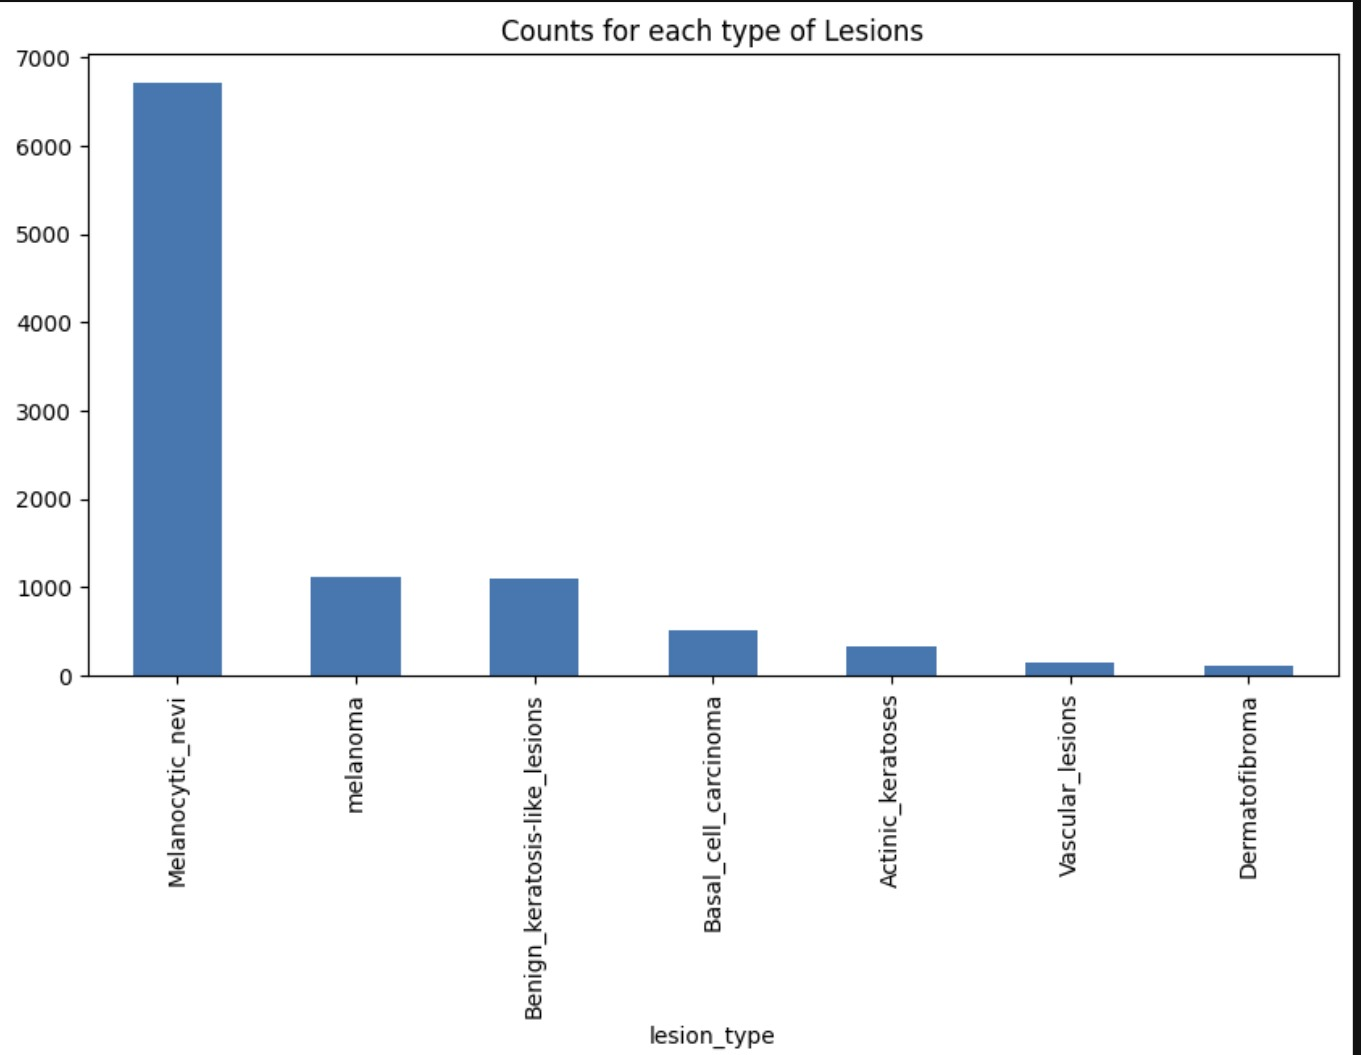 Counts for each type of Lesions
7000
6000
5000
4000
3000
2000
1000
0
Melanocytic_nevi
melanoma
Benign_keratosis-like_lesions
Basal_cell_carcinoma
Actinic_keratoses
Vascular_lesions
Dermatofibroma
lesion_type